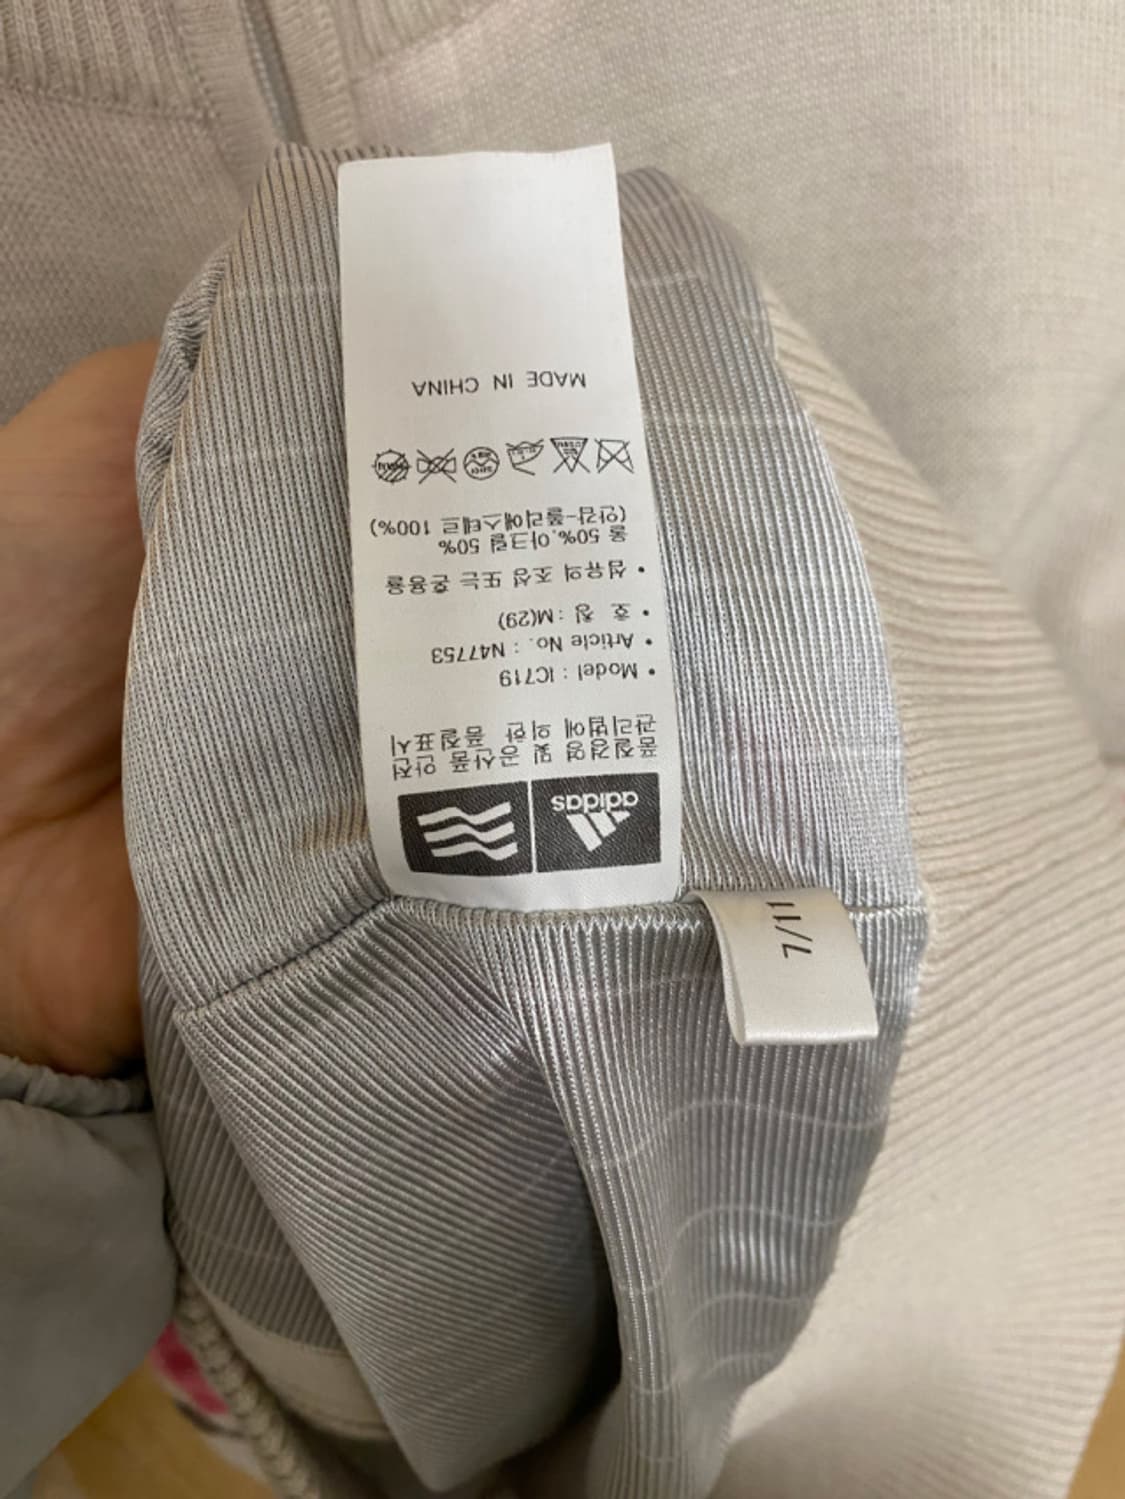 adidas
품질경영 및 공산품 안전
관리법에 의한 품질표시
• Model : IC719
• Article No. : N47753
• 호 칭 : M(29)
• 섬유의 조성 또는 혼용율
울 50%,아크릴 50%
(안감-폴리에스테르 100%)
MADE IN CHINA
7/11